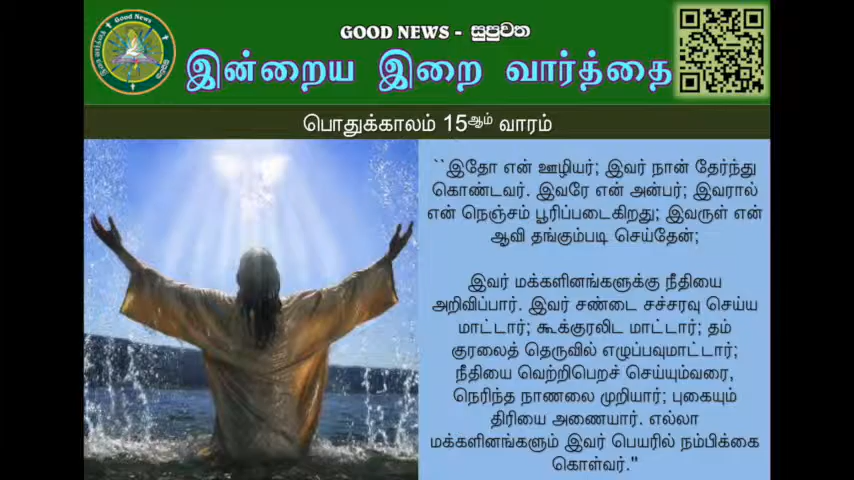 Good News
GOOD NEWS - සුපුවත
இன்றைய இறை வார்த்தை
பொதுக்காலம் 15ஆம் வாரம்
``இதோ என் ஊழியர்; இவர் நான் தேர்ந்து
கொண்டவர். இவரே என் அன்பர்; இவரால்
என் நெஞ்சம் பூரிப்படைகிறது; இவருள் என்
ஆவி தங்கும்படி செய்தேன்;
இவர் மக்களினங்களுக்கு நீதியை
அறிவிப்பார். இவர் சண்டை சச்சரவு செய்ய
மாட்டார்; கூக்குரலிட மாட்டார்; தம்
குரலைத் தெருவில் எழுப்பவுமாட்டார்;
நீதியை வெற்றிபெறச் செய்யும்வரை,
நெரிந்த நாணலை முறியார்; புகையும்
திரியை அணையார். எல்லா
மக்களினங்களும் இவர் பெயரில் நம்பிக்கை
கொள்வர்."